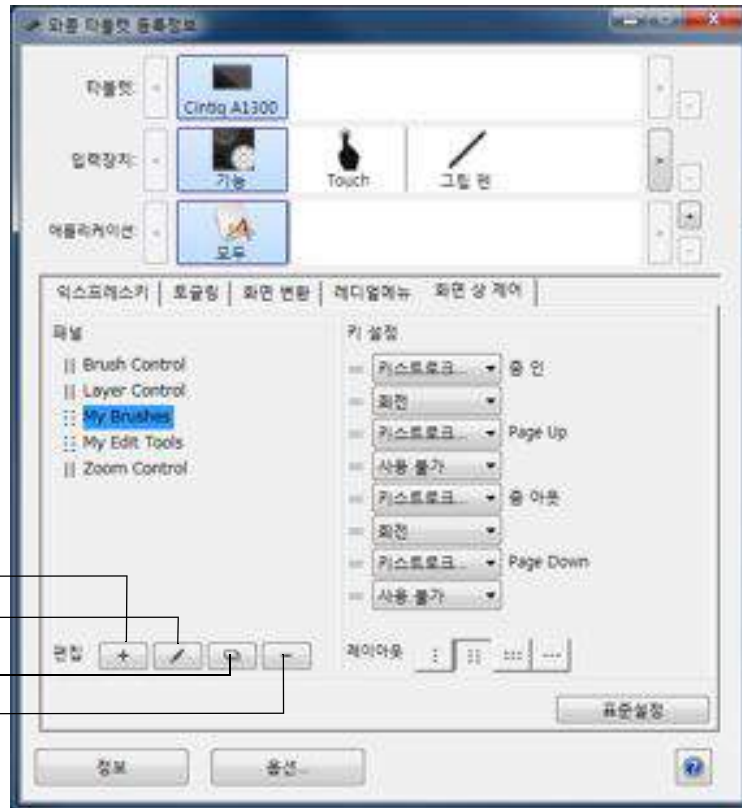 와콤 타블렛 등록정보
타블렛:
Cintiq A1300
입력장치:
기능
Touch
그립 펜
애플리케이션:
모두
익스프레스키
토글링
화면 변환
레디얼메뉴
화면 상 제어
패널
키 설정
Brush Control
Layer Control
My Brushes
My Edit Tools
Zoom Control
키스트로크... 줌 인
회전
키스트로크... Page Up
사용 불가
키스트로크... 줌 아웃
회전
키스트로크... Page Down
사용 불가
편집
레이아웃
표준설정
정보
옵션...